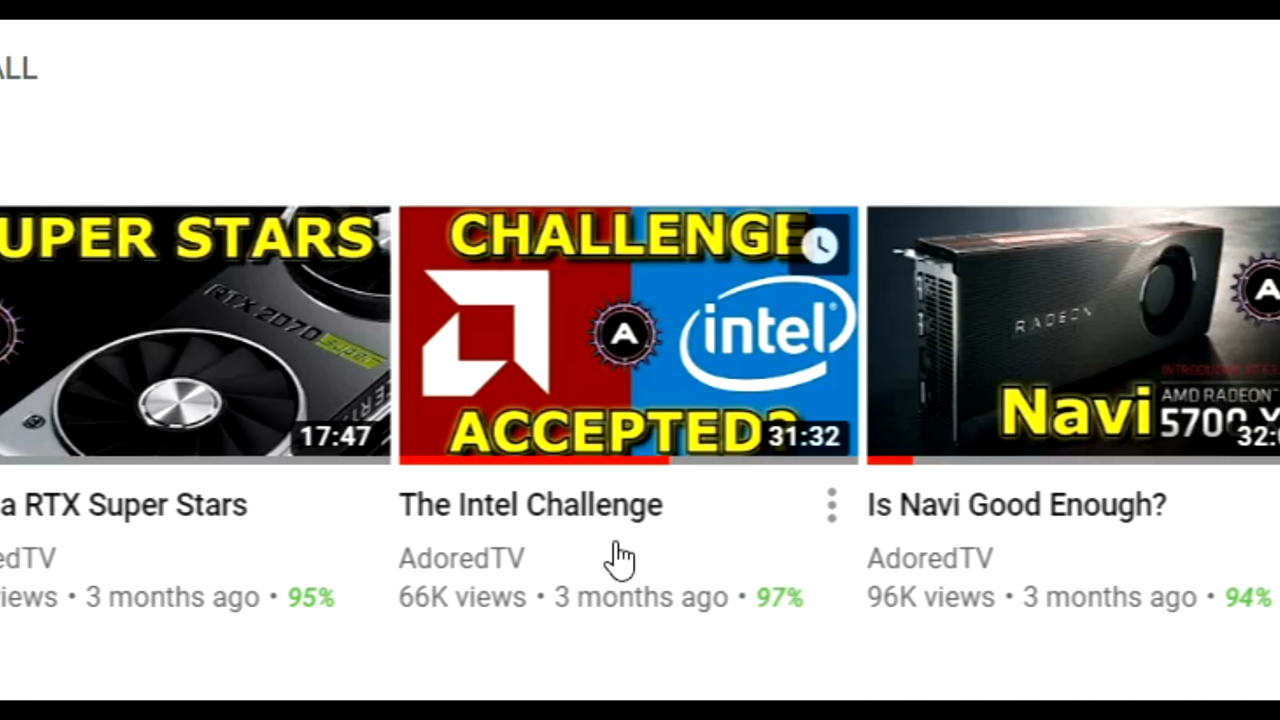 ALL
UPER STARS
RTX 2070
SUPER
17:47
a RTX Super Stars
edTV
iews • 3 months ago • 95%
CHALLENGE
A
intel
ACCEPTED?
31:32
The Intel Challenge
AdoredTV
66K views • 3 months ago • 97%
RADEON
A
AMD RADEON
Navi
Is Navi Good Enough?
AdoredTV
96K views • 3 months ago • 94%